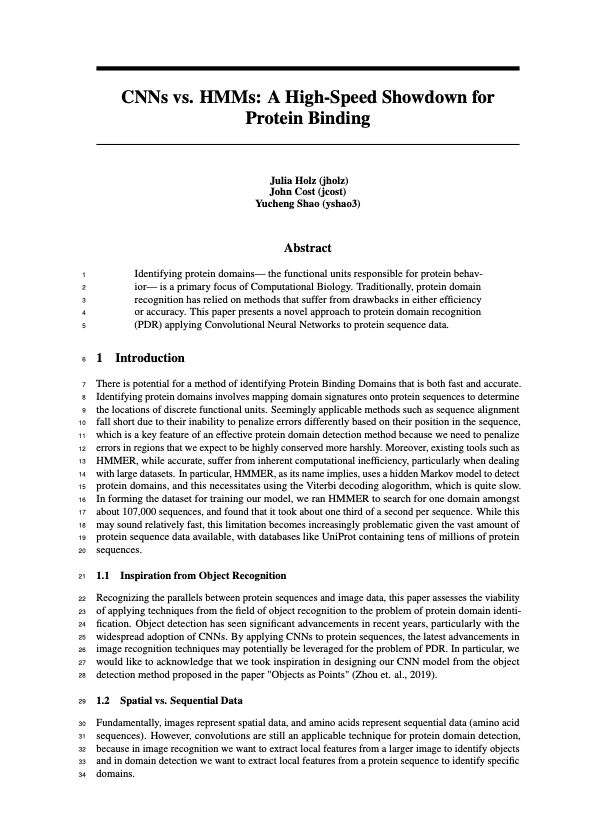 CNNs vs. HMMs: A High-Speed Showdown for
Protein Binding
Julia Holz (jholz)
John Cost (jcost)
Yucheng Shao (yshao3)
Abstract
1 Identifying protein domains— the functional units responsible for protein behav-
2 ior— is a primary focus of Computational Biology. Traditionally, protein domain
3 recognition has relied on methods that suffer from drawbacks in either efficiency
4 or accuracy. This paper presents a novel approach to protein domain recognition
5 (PDR) applying Convolutional Neural Networks to protein sequence data.
6 1 Introduction
7 There is potential for a method of identifying Protein Binding Domains that is both fast and accurate.
8 Identifying protein domains involves mapping domain signatures onto protein sequences to determine
9 the locations of discrete functional units. Seemingly applicable methods such as sequence alignment
10 fall short due to their inability to penalize errors differently based on their position in the sequence,
11 which is a key feature of an effective protein domain detection method because we need to penalize
12 errors in regions that we expect to be highly conserved more harshly. Moreover, existing tools such as
13 HMMER, while accurate, suffer from inherent computational inefficiency, particularly when dealing
14 with large datasets. In particular, HMMER, as its name implies, uses a hidden Markov model to detect
15 protein domains, and this necessitates using the Viterbi decoding alogorithm, which is quite slow.
16 In forming the dataset for training our model, we ran HMMER to search for one domain amongst
17 about 107,000 sequences, and found that it took about one third of a second per sequence. While this
18 may sound relatively fast, this limitation becomes increasingly problematic given the vast amount of
19 protein sequence data available, with databases like UniProt containing tens of millions of protein
20 sequences.
21 1.1 Inspiration from Object Recognition
22 Recognizing the parallels between protein sequences and image data, this paper assesses the viability
23 of applying techniques from the field of object recognition to the problem of protein domain identi-
24 fication. Object detection has seen significant advancements in recent years, particularly with the
25 widespread adoption of CNNs. By applying CNNs to protein sequences, the latest advancements in
26 image recognition techniques may potentially be leveraged for the problem of PDR. In particular, we
27 would like to acknowledge that we took inspiration in designing our CNN model from the object
28 detection method proposed in the paper "Objects as Points" (Zhou et. al., 2019).
29 1.2 Spatial vs. Sequential Data
30 Fundamentally, images represent spatial data, and amino acids represent sequential data (amino acid
31 sequences). However, convolutions are still an applicable technique for protein domain detection,
32 because in image recognition we want to extract local features from a larger image to identify objects
33 and in domain detection we want to extract local features from a protein sequence to identify specific
34 domains.